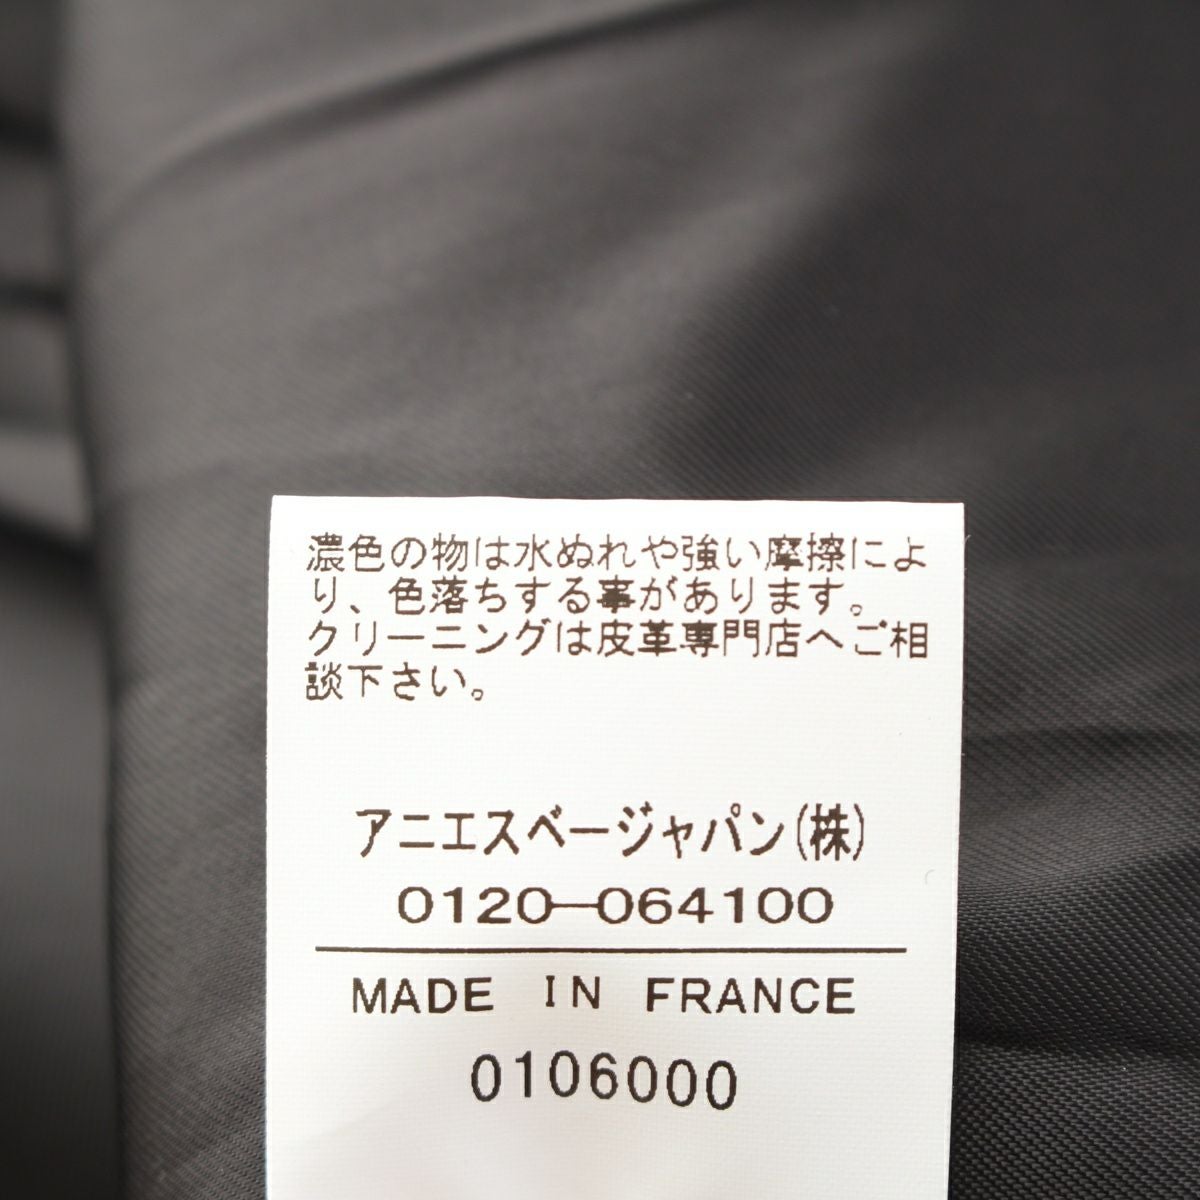 濃色の物は水ぬれや強い摩擦によ
り、色落ちする事があります。
クリーニングは皮革専門店へご相
談下さい。
アニエスベージャパン(株)
0120-064100
MADE IN FRANCE
0106000